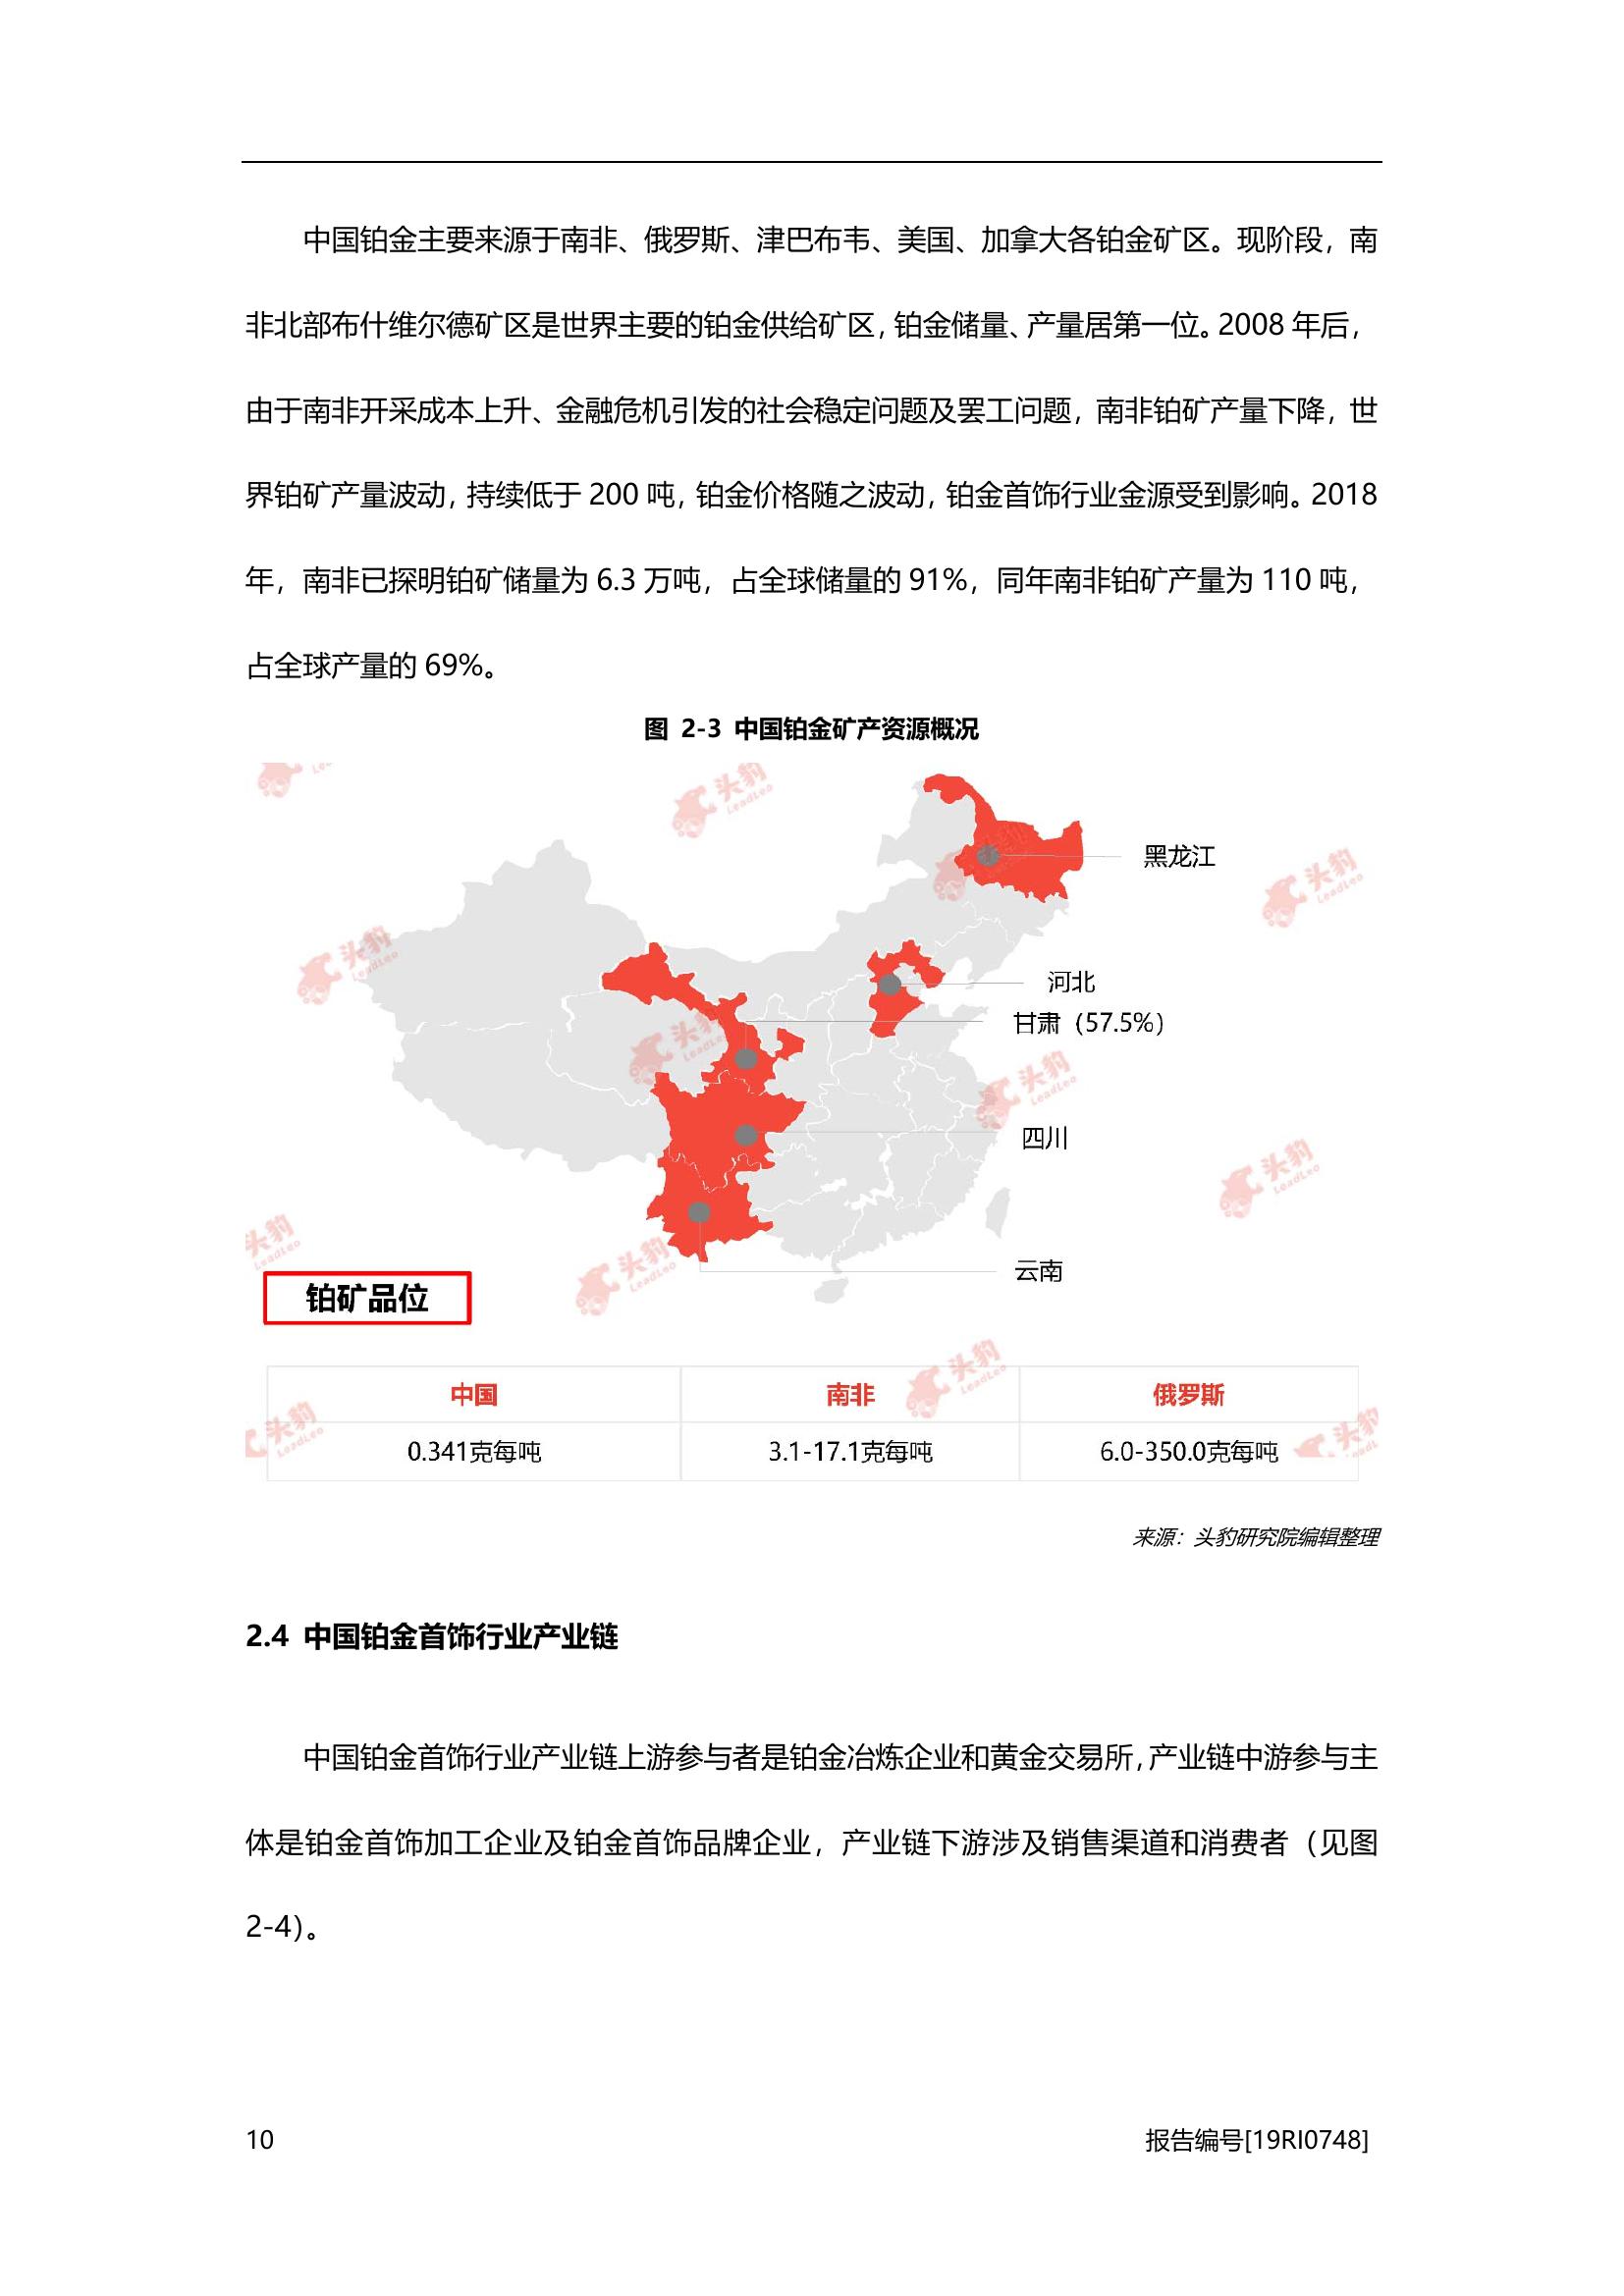 中国铂金主要来源于南非、俄罗斯、津巴布韦、美国、加拿大各铂金矿区。现阶段，南
非北部布什维尔德矿区是世界主要的铂金供给矿区，铂金储量、产量居第一位。2008 年后，
由于南非开采成本上升、金融危机引发的社会稳定问题及罢工问题，南非铂矿产量下降，世
界铂矿产量波动，持续低于 200 吨，铂金价格随之波动，铂金首饰行业金源受到影响。2018
年，南非已探明铂矿储量为 6.3 万吨，占全球储量的 91%，同年南非铂矿产量为 110 吨，
占全球产量的 69%。
图 2-3 中国铂金矿产资源概况
黑龙江
河北
甘肃（57.5%）
四川
云南
铂矿品位
中国 南非 俄罗斯
0.341克每吨 3.1-17.1克每吨 6.0-350.0克每吨
头豹 LeadLeo
来源：头豹研究院编辑整理
2.4 中国铂金首饰行业产业链
中国铂金首饰行业产业链上游参与者是铂金冶炼企业和黄金交易所，产业链中游参与主
体是铂金首饰加工企业及铂金首饰品牌企业，产业链下游涉及销售渠道和消费者（见图
2-4）。
10 报告编号[19RI0748]